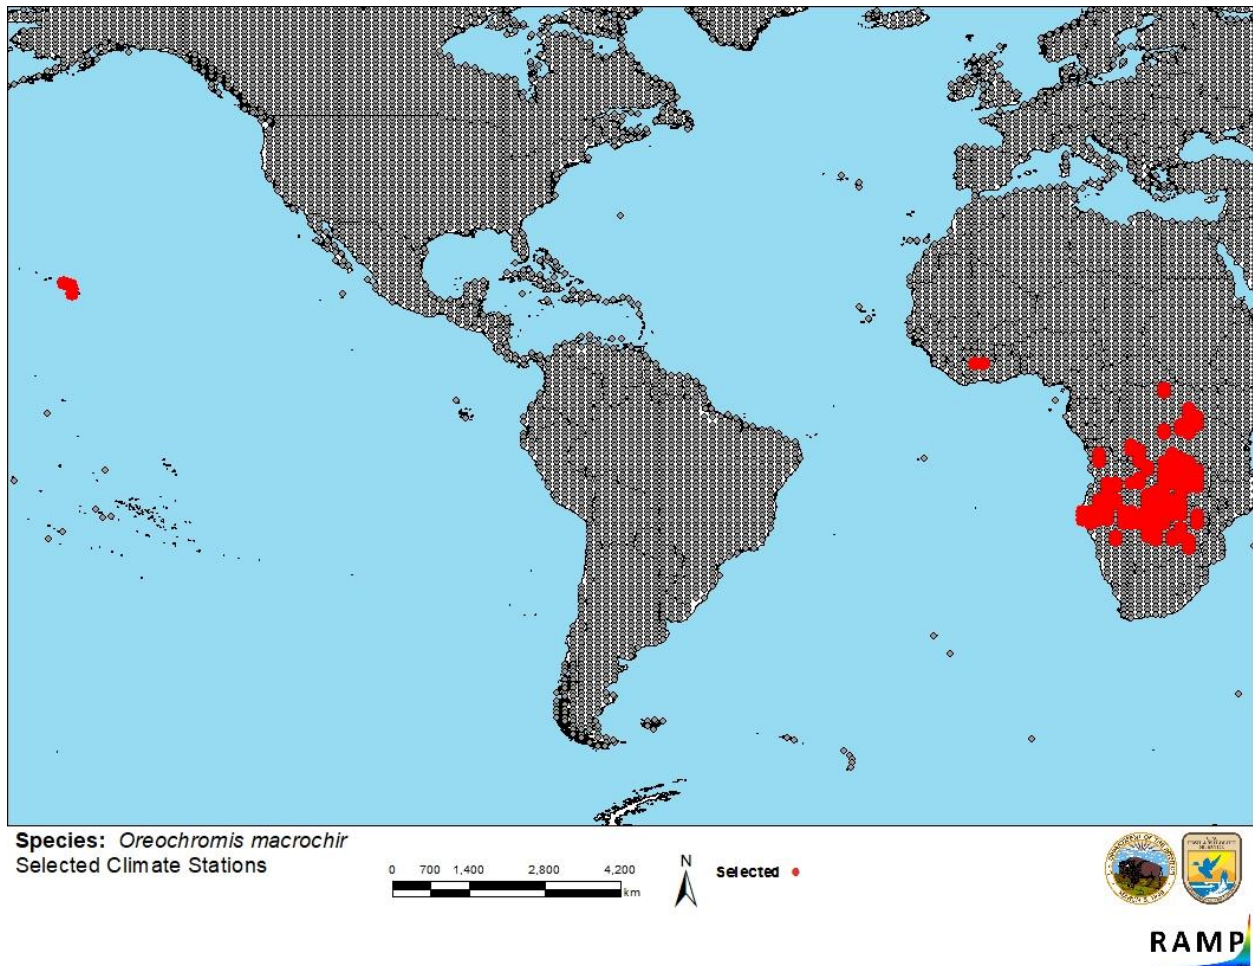 Species: Oreochromis macrochir
Selected Climate Stations
0 700 1,400 2,800 4,200
km
N
Selected
RAMP